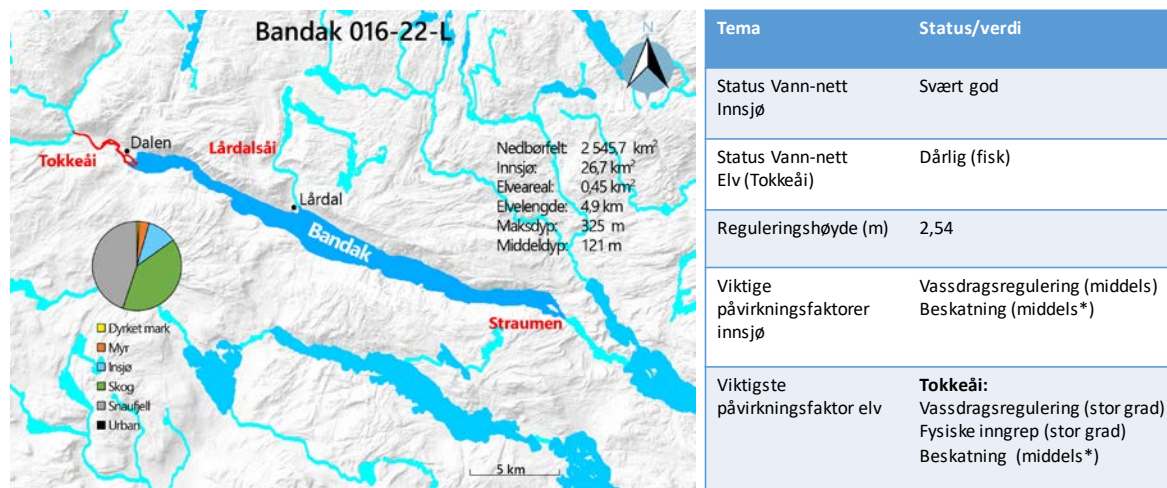 Bandak 016-22-L
N
Dalen
Tokkeåi
Lårdalsåi
Lårdal
Bandak
Straumen
Nedbørfelt: 2 545,7 km²
Innsjø: 26,7 km²
Elveareal: 0,45 km²
Elvelengde: 4,9 km
Maksdyp: 325 m
Middeldyp: 121 m
Dyrket mark
Myr
Innsjø
Skog
Snaufjell
Urban
5 km
Tema Status/verdi
Status Vann-nett Svært god
Innsjø
Status Vann-nett Dårlig (fisk)
Elv (Tokkeåi)
Reguleringshøyde (m) 2,54
Viktige Vassdragsregulering (middels)
påvirkningsfaktorer Beskatning (middels*)
innsjø
Viktigste Tokkeåi:
påvirkningsfaktor elv Vassdragsregulering (stor grad)
Fysiske inngrep (stor grad)
Beskatning (middels*)